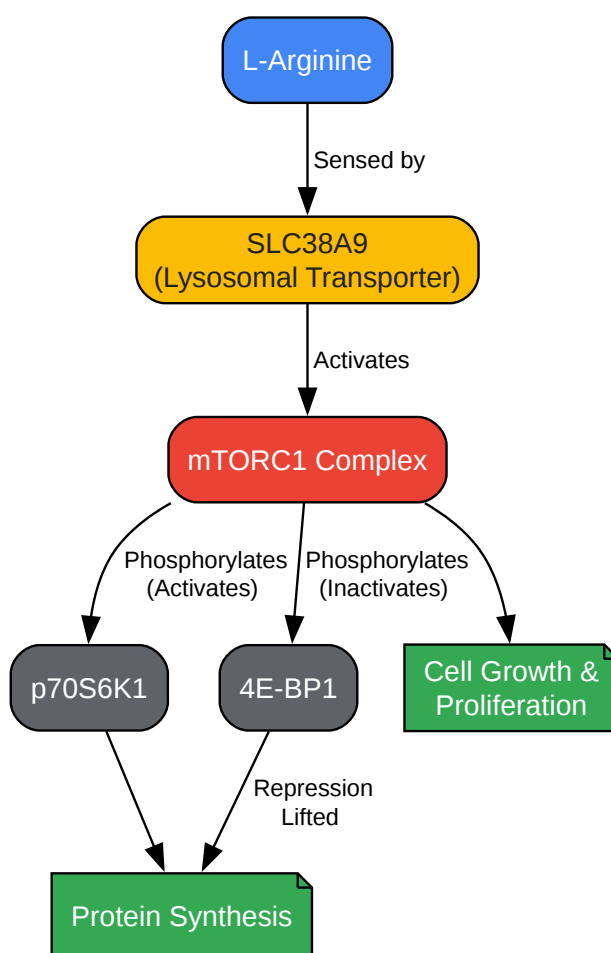 L-Arginine
Sensed by
SLC38A9
(Lysosomal Transporter)
Activates
mTORC1 Complex
Phosphorylates
(Activates)
Phosphorylates
(Inactivates)
p70S6K1
4E-BP1
Cell Growth &
Proliferation
Repression
Lifted
Protein Synthesis